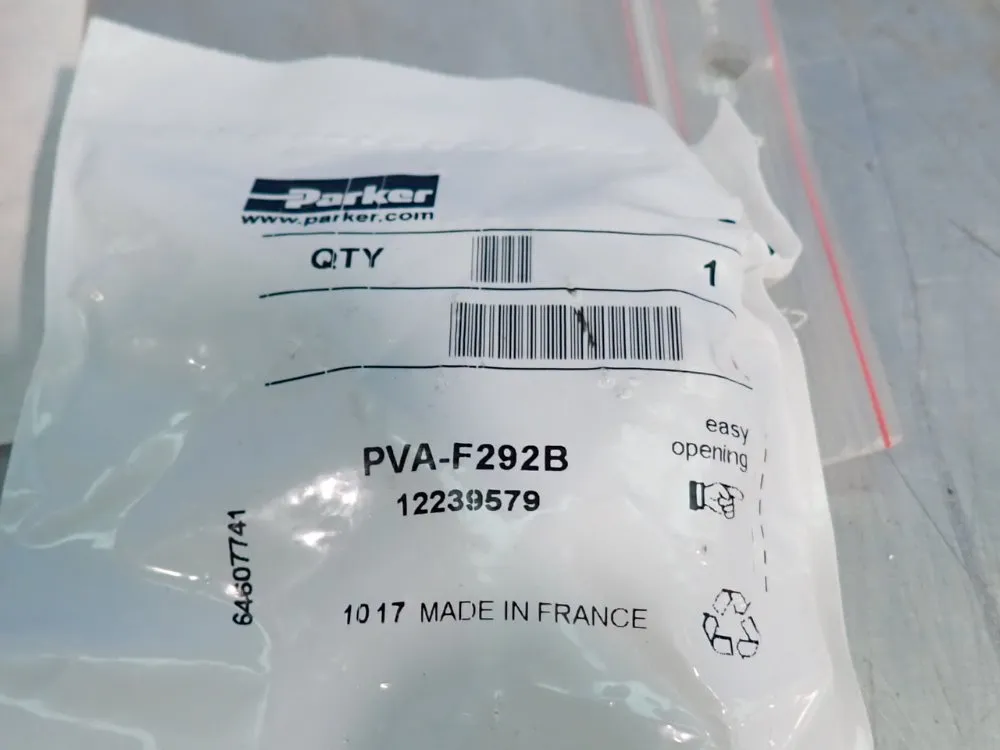 Parker
www.parker.com
QTY 1
easy
opening
PVA-F292B
12239579
64607741
1017 MADE IN FRANCE